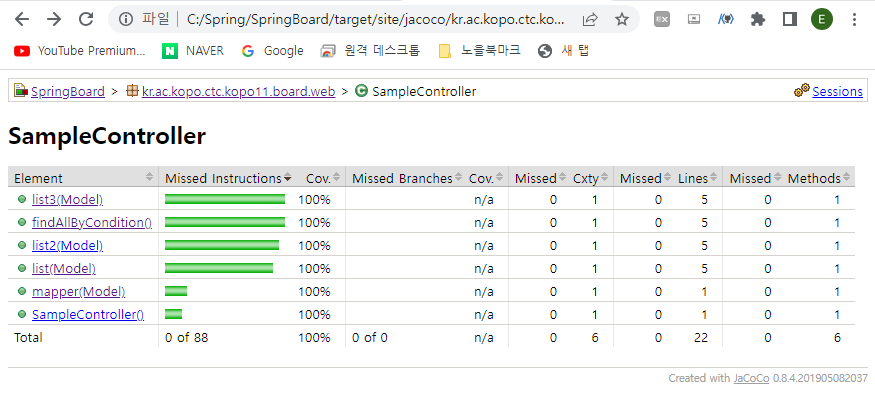 파일 C:/Spring/SpringBoard/target/site/jacoco/kr.ac.kopo.ctc.ko... EX E
YouTube Premium... N NAVER Google 원격 데스크톱 노을북마크 새 탭
SpringBoard > kr.ac.kopo.ctc.kopo11.board.web > SampleController Sessions
SampleController
Element Missed Instructions Cov. Missed Branches Cov. Missed Cxty Missed Lines Missed Methods
list3(Model) 100% n/a 0 1 0 5 0 1
findAllByCondition() 100% n/a 0 1 0 5 0 1
list2(Model) 100% n/a 0 1 0 5 0 1
list(Model) 100% n/a 0 1 0 5 0 1
mapper(Model) 100% n/a 0 1 0 1 0 1
SampleController() 100% n/a 0 1 0 1 0 1
Total 0 of 88 100% 0 of 0 n/a 0 6 0 22 0 6
Created with JaCoCo 0.8.4.201905082037